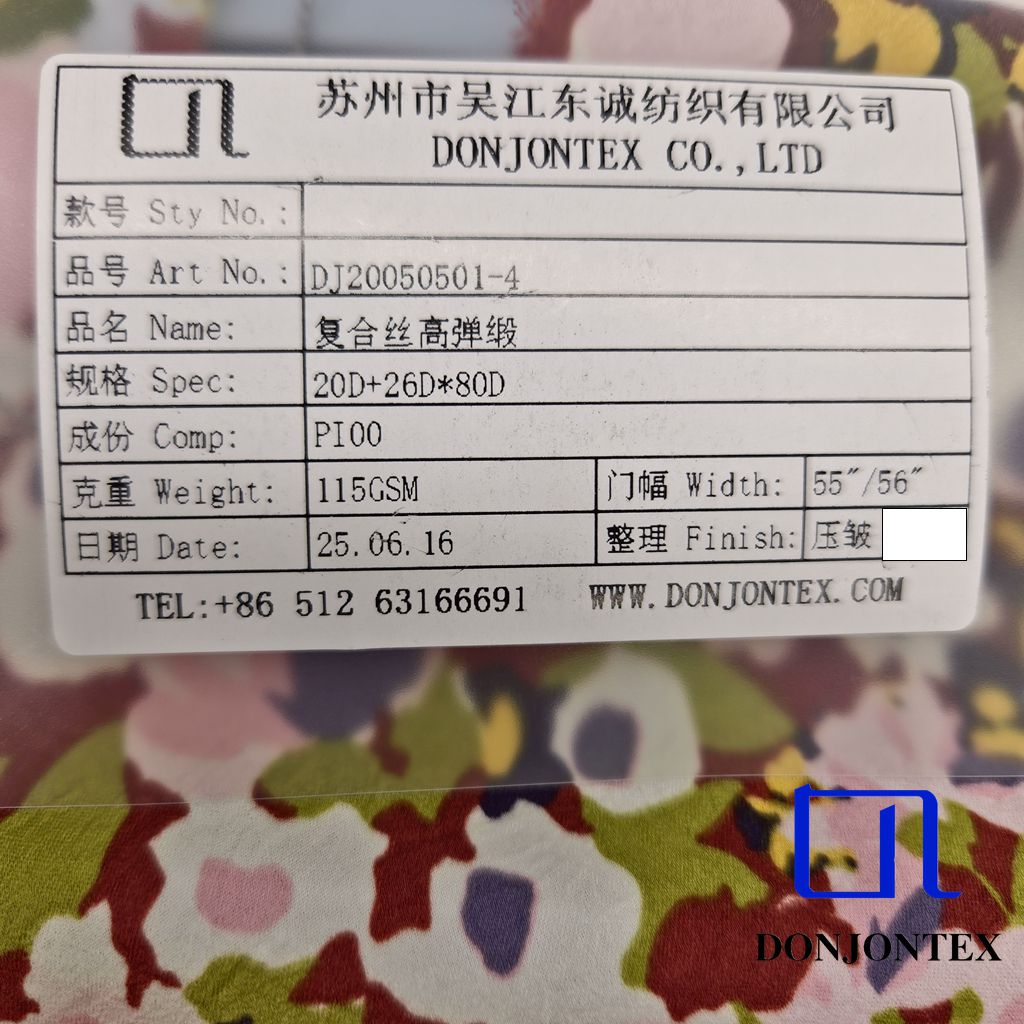 苏州市吴江东诚纺织有限公司
DONJONTEX CO.,LTD
款号 Sty No.:
品号 Art No.: DJ20050501-4
品名 Name: 复合丝高弹缎
规格 Spec: 20D+26D*80D
成份 Comp: P100
克重 Weight: 115GSM 门幅 Width: 55"/56"
日期 Date: 25.06.16 整理 Finish: 压皱
TEL:+86 512 63166691 WWW.DONJONTEX.COM
DONJONTEX